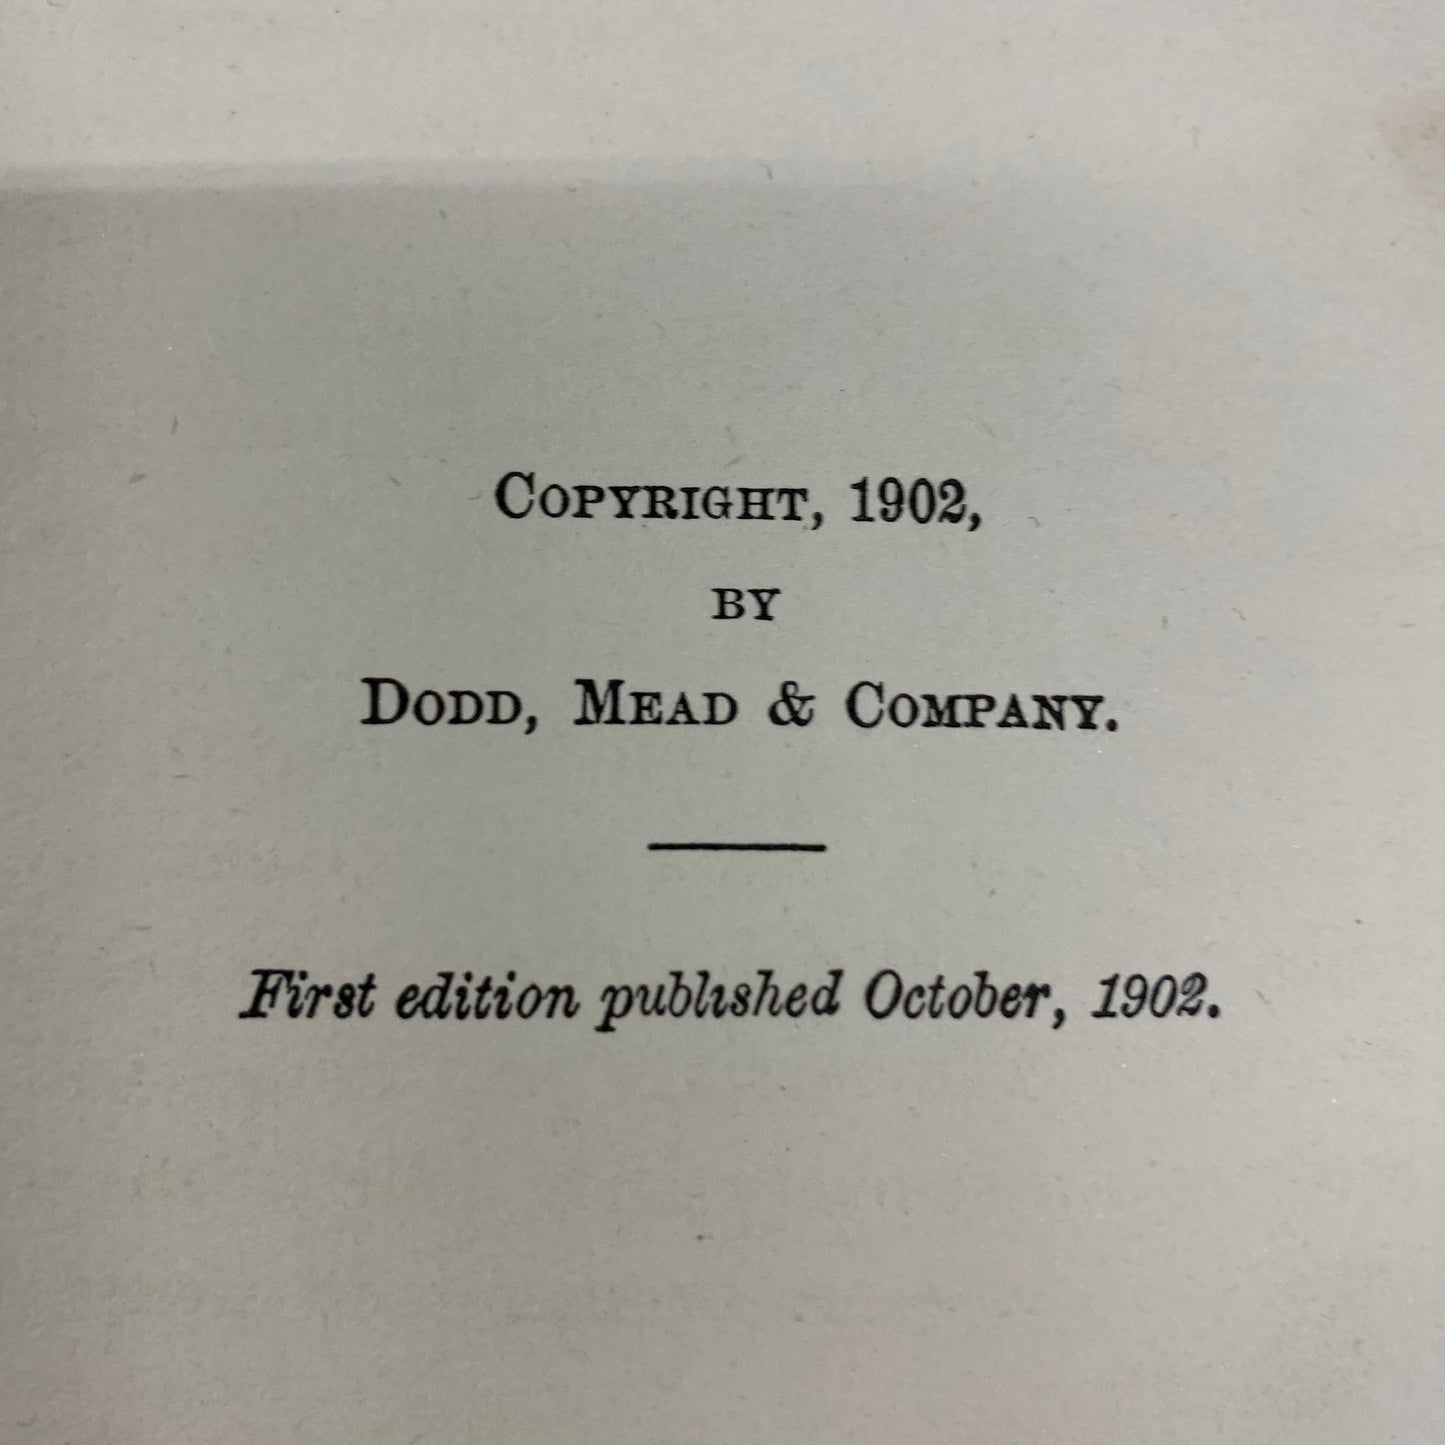 COPYRIGHT, 1902,
BY
DODD, MEAD & COMPANY.
First edition published October, 1902.